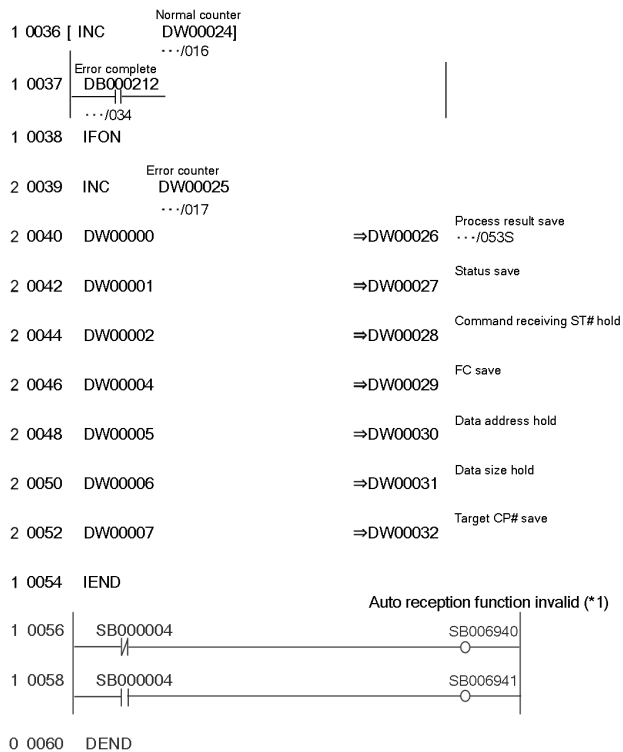 Normal counter
1 0036 [ INC DW00024]
･･･/016
Error complete
1 0037 DB000212
･･･/034
1 0038 IFON
Error counter
2 0039 INC DW00025
･･･/017
Process result save
2 0040 DW00000 ⇒DW00026 ･･･/053S
Status save
2 0042 DW00001 ⇒DW00027
Command receiving ST# hold
2 0044 DW00002 ⇒DW00028
FC save
2 0046 DW00004 ⇒DW00029
Data address hold
2 0048 DW00005 ⇒DW00030
Data size hold
2 0050 DW00006 ⇒DW00031
Target CP# save
2 0052 DW00007 ⇒DW00032
1 0054 IEND
Auto reception function invalid (*1)
1 0056 SB000004 SB006940
1 0058 SB000004 SB006941
0 0060 DEND